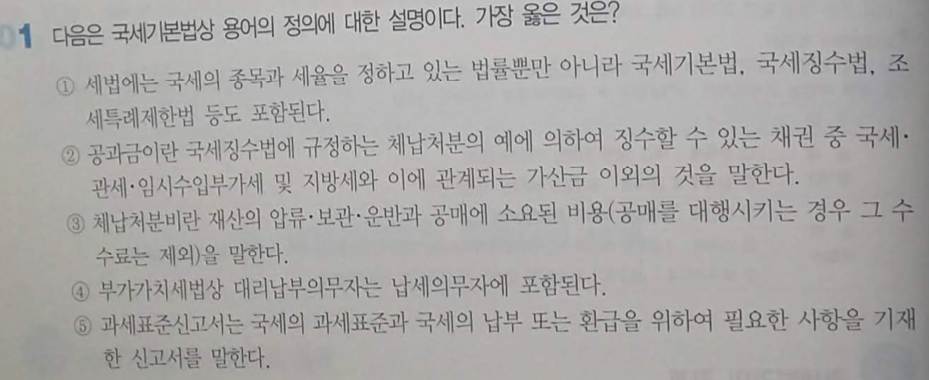 01 다음은 국세기본법상 용어의 정의에 대한 설명이다. 가장 옳은 것은?
① 세법에는 국세의 종목과 세율을 정하고 있는 법률뿐만 아니라 국세기본법, 국세징수법, 조
세특례제한법 등도 포함된다.
② 공과금이란 국세징수법에 규정하는 체납처분의 예에 의하여 징수할 수 있는 채권 중 국세·
관세·임시수입부가세 및 지방세와 이에 관계되는 가산금 이외의 것을 말한다.
③ 체납처분비란 재산의 압류·보관·운반과 공매에 소요된 비용(공매를 대행시키는 경우 그 수
수료는 제외)을 말한다.
④ 부가가치세법상 대리납부의무자는 납세의무자에 포함된다.
⑤ 과세표준신고서는 국세의 과세표준과 국세의 납부 또는 환급을 위하여 필요한 사항을 기재
한 신고서를 말한다.